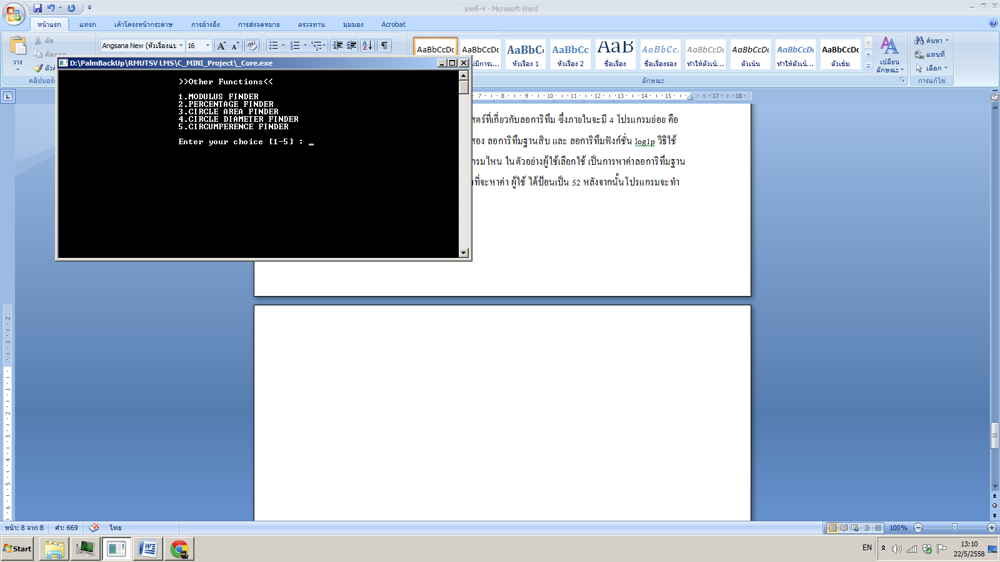 บทที่-4 - Microsoft Word
หน้าแรก แทรก เค้าโครงหน้ากระดาษ การอ้างอิง การส่งจดหมาย ตรวจทาน มุมมอง Acrobat
วาง
ตัด
Angsana New (หัวเรื่องแบ 16
AaBbCcDc AaBbCcDc AaBbC AaBbCc AaB AaBbCc. AaBbCcDc AaBbCcDc AaBbCcDc AaBbCcDc
หัวเรื่อง 1 หัวเรื่อง 2 ชื่อเรื่อง ชื่อเรื่องรอง ทำให้ตัวเน้... ตัวเน้น ทำให้ตัวเน้... ตัวเข้ม
เปลี่ยน
ลักษณะ
ค้นหา
แทนที่
เลือก
ลักษณะ
การแก้ไข
D:\PalmBackUp\RMUTSV LMS\C_MINI_Project\_Core.exe
>>Other Functions<<
1.MODULUS FINDER
2.PERCENTAGE FINDER
3.CIRCLE AREA FINDER
4.CIRCLE DIAMETER FINDER
5.CIRCUMFERENCE FINDER
Enter your choice [1-5] : _
7 8 9 10 11 12 13 14 15 17 18
สตร์ที่เกี่ยวกับลอการิทึม ซึ่งภายในจะมี 4 โปรแกรมย่อย คือ
สอง ลอการิทึมฐานสิบ และ ลอการิทึมฟังก์ชั่น log1p วิธีใช้
กรมไหน ในตัวอย่างผู้ใช้เลือกใช้ เป็นการหาค่าลอการิทึมฐาน
ที่จะหาค่า ผู้ใช้ ได้ป้อนเป็น 52 หลังจากนั้นโปรแกรมจะทำ
หน้า: 8 จาก 8 คำ: 669 ไทย
100%
Start
EN
13:10
22/5/2558